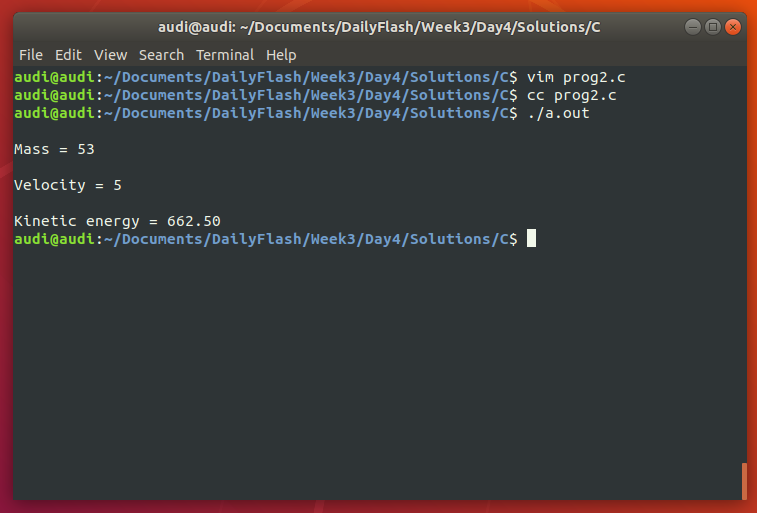 audi@audi: ~/Documents/DailyFlash/Week3/Day4/Solutions/C
File Edit View Search Terminal Help
audi@audi:~/Documents/DailyFlash/Week3/Day4/Solutions/C$ vim prog2.c
audi@audi:~/Documents/DailyFlash/Week3/Day4/Solutions/C$ cc prog2.c
audi@audi:~/Documents/DailyFlash/Week3/Day4/Solutions/C$ ./a.out
Mass = 53
Velocity = 5
Kinetic energy = 662.50
audi@audi:~/Documents/DailyFlash/Week3/Day4/Solutions/C$